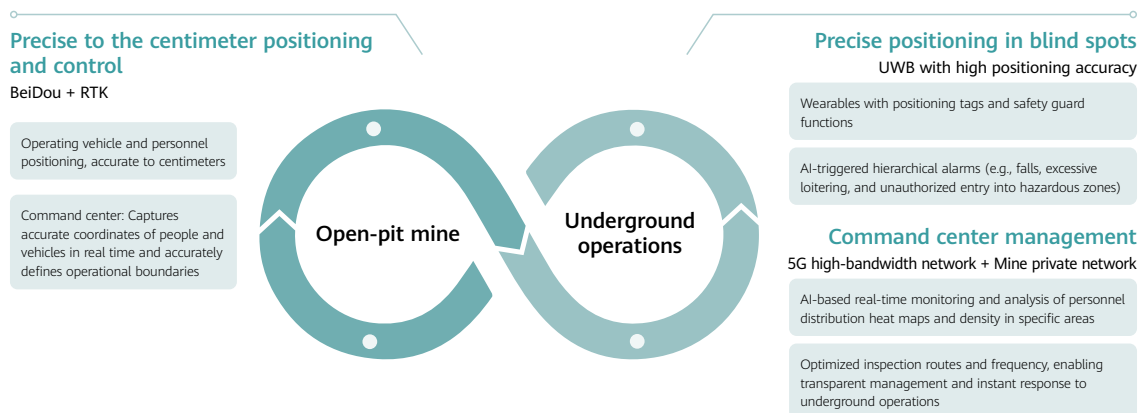 Precise to the centimeter positioning
and control
BeiDou + RTK
Operating vehicle and personnel
positioning, accurate to centimeters
Command center: Captures
accurate coordinates of people and
vehicles in real time and accurately
defines operational boundaries
Open-pit mine
Underground
operations
Precise positioning in blind spots
UWB with high positioning accuracy
Wearables with positioning tags and safety guard
functions
AI-triggered hierarchical alarms (e.g., falls, excessive
loitering, and unauthorized entry into hazardous zones)
Command center management
5G high-bandwidth network + Mine private network
AI-based real-time monitoring and analysis of personnel
distribution heat maps and density in specific areas
Optimized inspection routes and frequency, enabling
transparent management and instant response to
underground operations